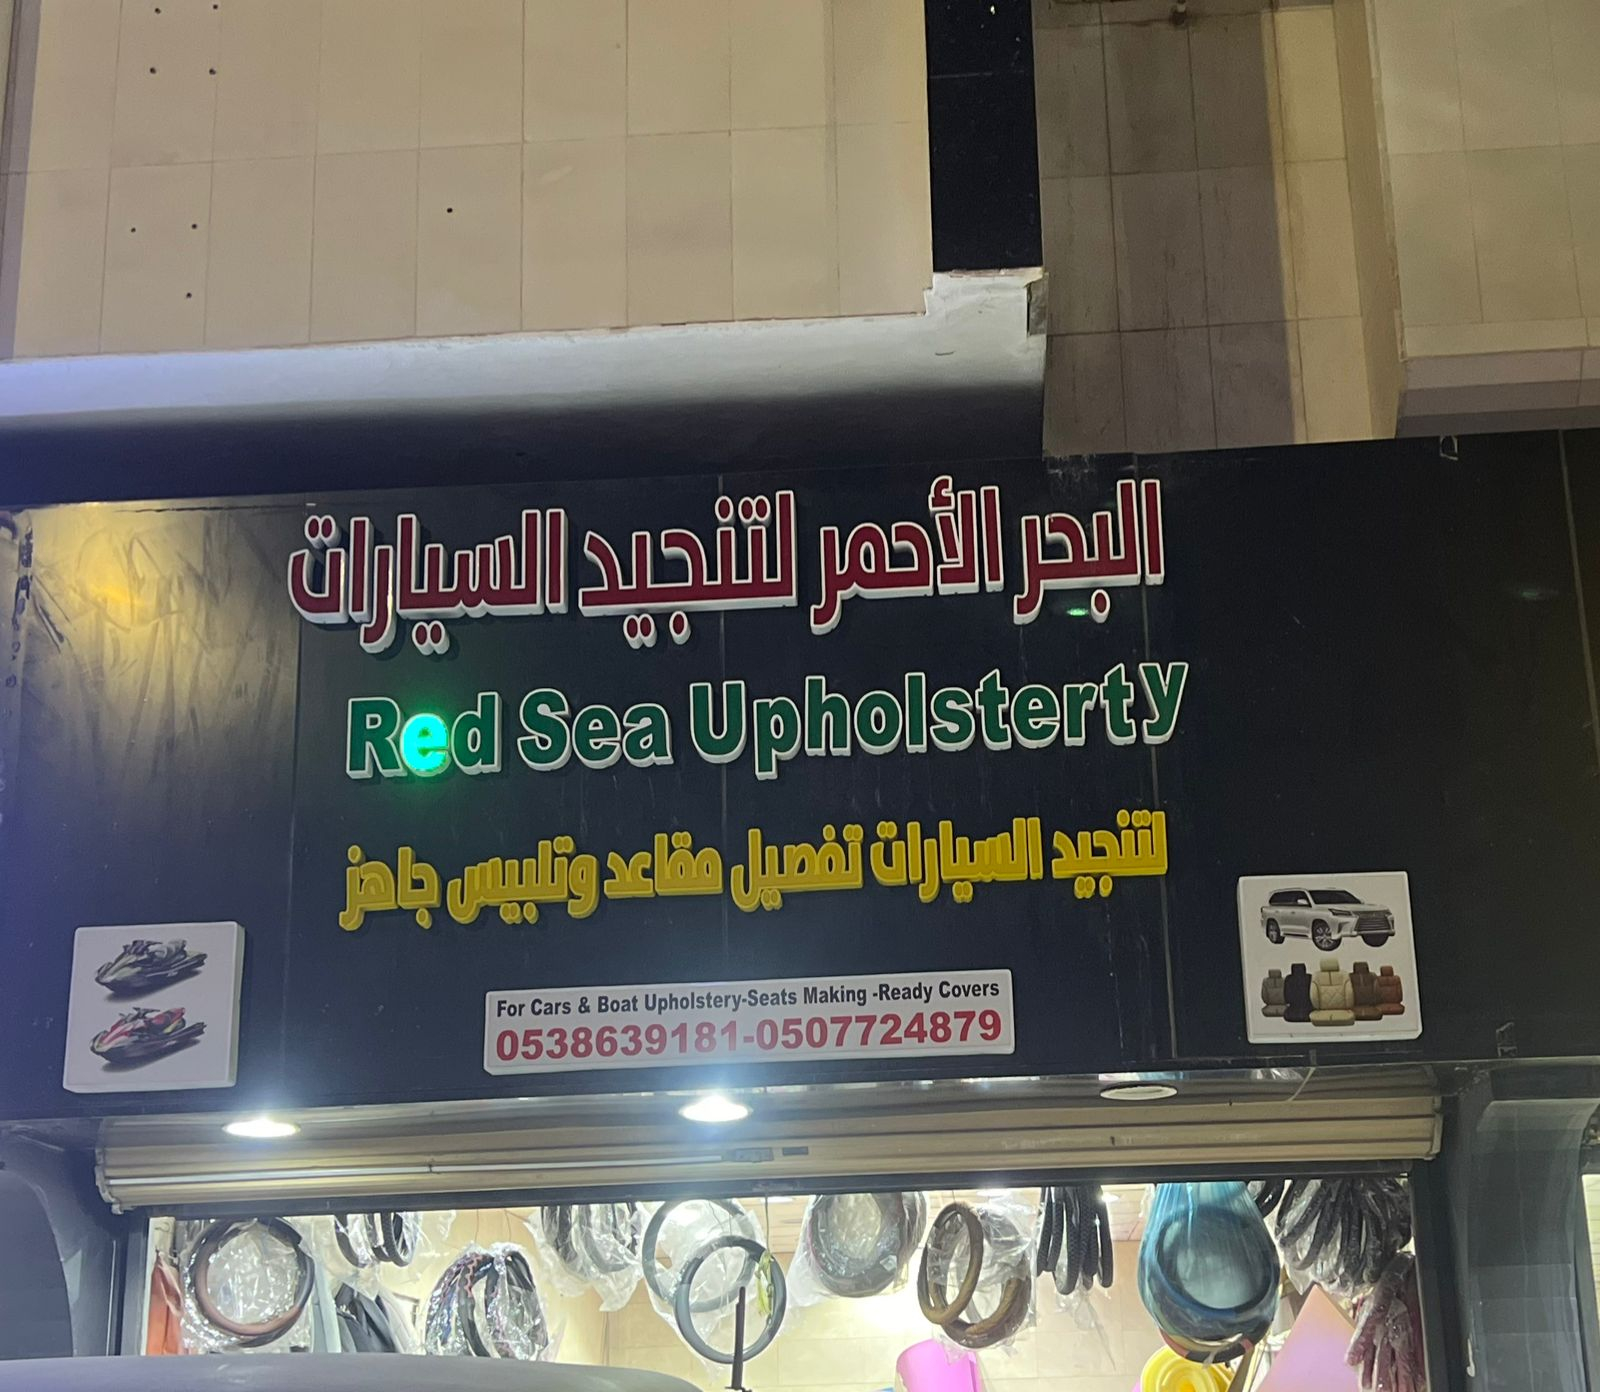 البحر الأحمر لتنجيد السيارات
Red Sea Upholsterty
لتنجيد السيارات تفصيل مقاعد وتلبيس جاهز
For Cars & Boat Upholstery-Seats Making -Ready Covers
0538639181-0507724879